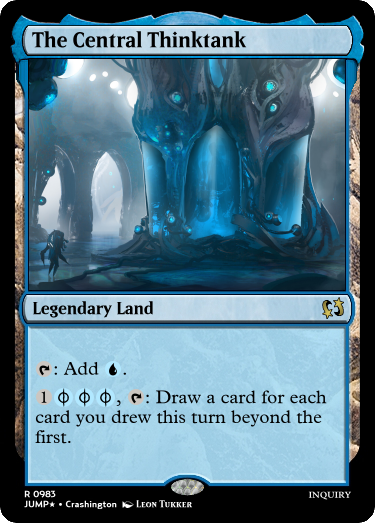 The Central Thinktank
Legendary Land
: Add .
1 , : Draw a card for each
card you drew this turn beyond the
first.
R 0983
JUMP★ • Crashington LEON TUKKER
INQUIRY